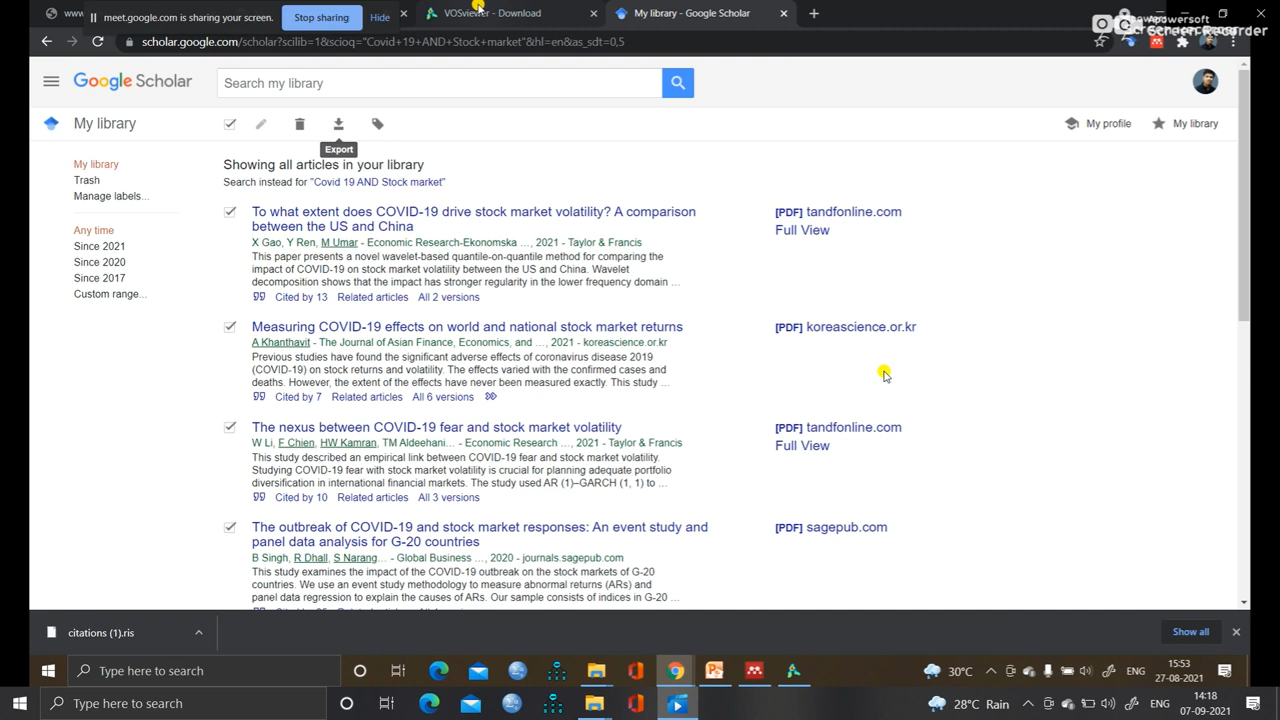 www
meet.google.com is sharing your screen.
Stop sharing
Hide
VOSviewer - Download
My library - Google Scholar
scholar.google.com/scholar?scilib=1&scioq="Covid+19+AND+Stock+market"&hl=en&as_sdt=0,5
Apowersoft
Screen Recorder
Google Scholar
Search my library
My library
My profile
My library
Export
My library
Trash
Manage labels...
Any time
Since 2021
Since 2020
Since 2017
Custom range...
Showing all articles in your library
Search instead for "Covid 19 AND Stock market"
To what extent does COVID-19 drive stock market volatility? A comparison
between the US and China
X Gao, Y Ren, M Umar - Economic Research-Ekonomska …, 2021 - Taylor & Francis
This paper presents a novel wavelet-based quantile-on-quantile method for comparing the
impact of COVID-19 on stock market volatility between the US and China. Wavelet
decomposition shows that the impact has stronger regularity in the lower frequency domain ...
Cited by 13 Related articles All 2 versions
[PDF] tandfonline.com
Full View
Measuring COVID-19 effects on world and national stock market returns
A Khanthavit - The Journal of Asian Finance, Economics, and …, 2021 - koreascience.or.kr
Previous studies have found the significant adverse effects of coronavirus disease 2019
(COVID-19) on stock returns and volatility. The effects varied with the confirmed cases and
deaths. However, the extent of the effects have never been measured exactly. This study ...
Cited by 7 Related articles All 6 versions
[PDF] koreascience.or.kr
The nexus between COVID-19 fear and stock market volatility
W Li, F Chien, HW Kamran, TM Aldeehani… - Economic Research …, 2021 - Taylor & Francis
This study described an empirical link between COVID-19 fear and stock market volatility.
Studying COVID-19 fear with stock market volatility is crucial for planning adequate portfolio
diversification in international financial markets. The study used AR (1)–GARCH (1, 1) to ...
Cited by 10 Related articles All 3 versions
[PDF] tandfonline.com
Full View
The outbreak of COVID-19 and stock market responses: An event study and
panel data analysis for G-20 countries
B Singh, R Dhall, S Narang… - Global Business …, 2020 - journals.sagepub.com
This study examines the impact of the COVID-19 outbreak on the stock markets of G-20
countries. We use an event study methodology to measure abnormal returns (ARs) and
panel data regression to explain the causes of ARs. Our sample consists of indices in G-20 ...
[PDF] sagepub.com
citations (1).ris
Show all
Type here to search
30°C
ENG
15:53
27-08-2021
Type here to search
28°C Rain
ENG
14:18
07-09-2021